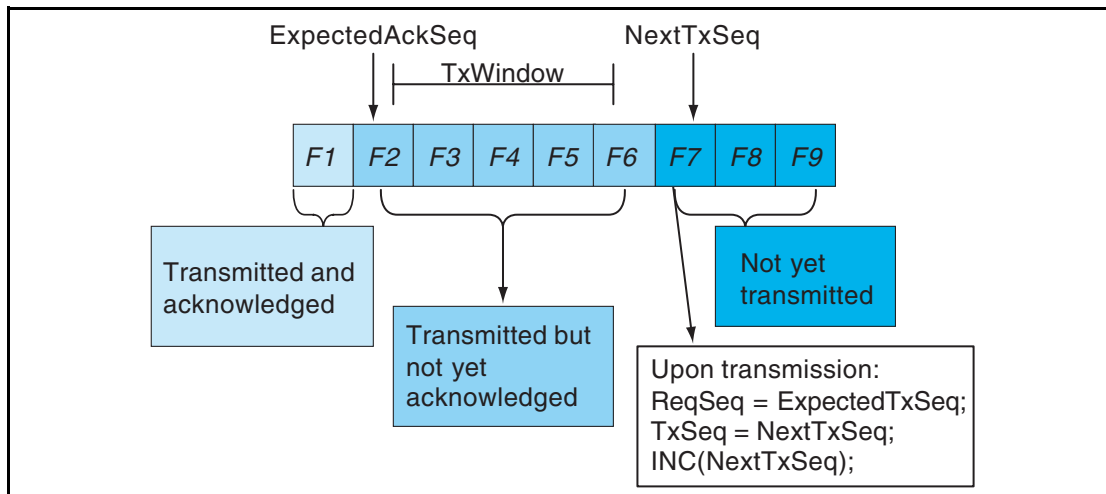 ExpectedAckSeq
NextTxSeq
TxWindow
F1 F2 F3 F4 F5 F6 F7 F8 F9
Transmitted and
acknowledged
Transmitted but
not yet
acknowledged
Not yet
transmitted
Upon transmission:
ReqSeq = ExpectedTxSeq;
TxSeq = NextTxSeq;
INC(NextTxSeq);